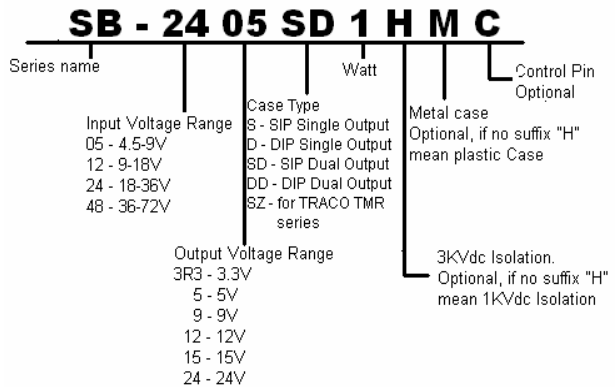 SB - 24 05 SD 1 H M C
Series name
Watt
Control Pin
Optional
Input Voltage Range
05 - 4.5-9V
12 - 9-18V
24 - 18-36V
48 - 36-72V
Case Type
S - SIP Single Output
D - DIP Single Output
SD - SIP Dual Output
DD - DIP Dual Output
SZ - for TRACO TMR
series
Metal case
Optional, if no suffix "H"
mean plastic Case
Output Voltage Range
3R3 - 3.3V
5 - 5V
9 - 9V
12 - 12V
15 - 15V
24 - 24V
3KVdc Isolation.
Optional, if no suffix "H"
mean 1KVdc Isolation